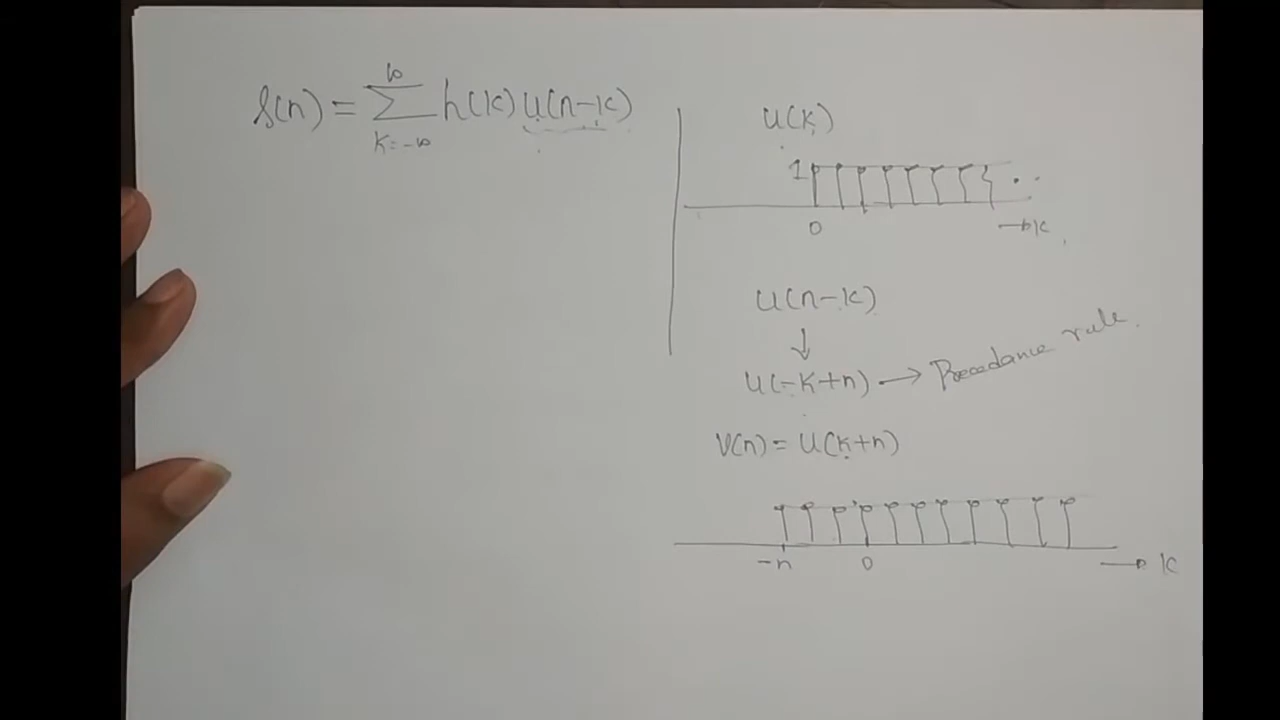 s(n) = ∑ h(k) u(n-k)
∞
k=-∞
u(k)
1
0 → k
u(n-k)
↓
u(-k+n) → Precedance rule.
v(n) = u(k+n)
-n 0 → k